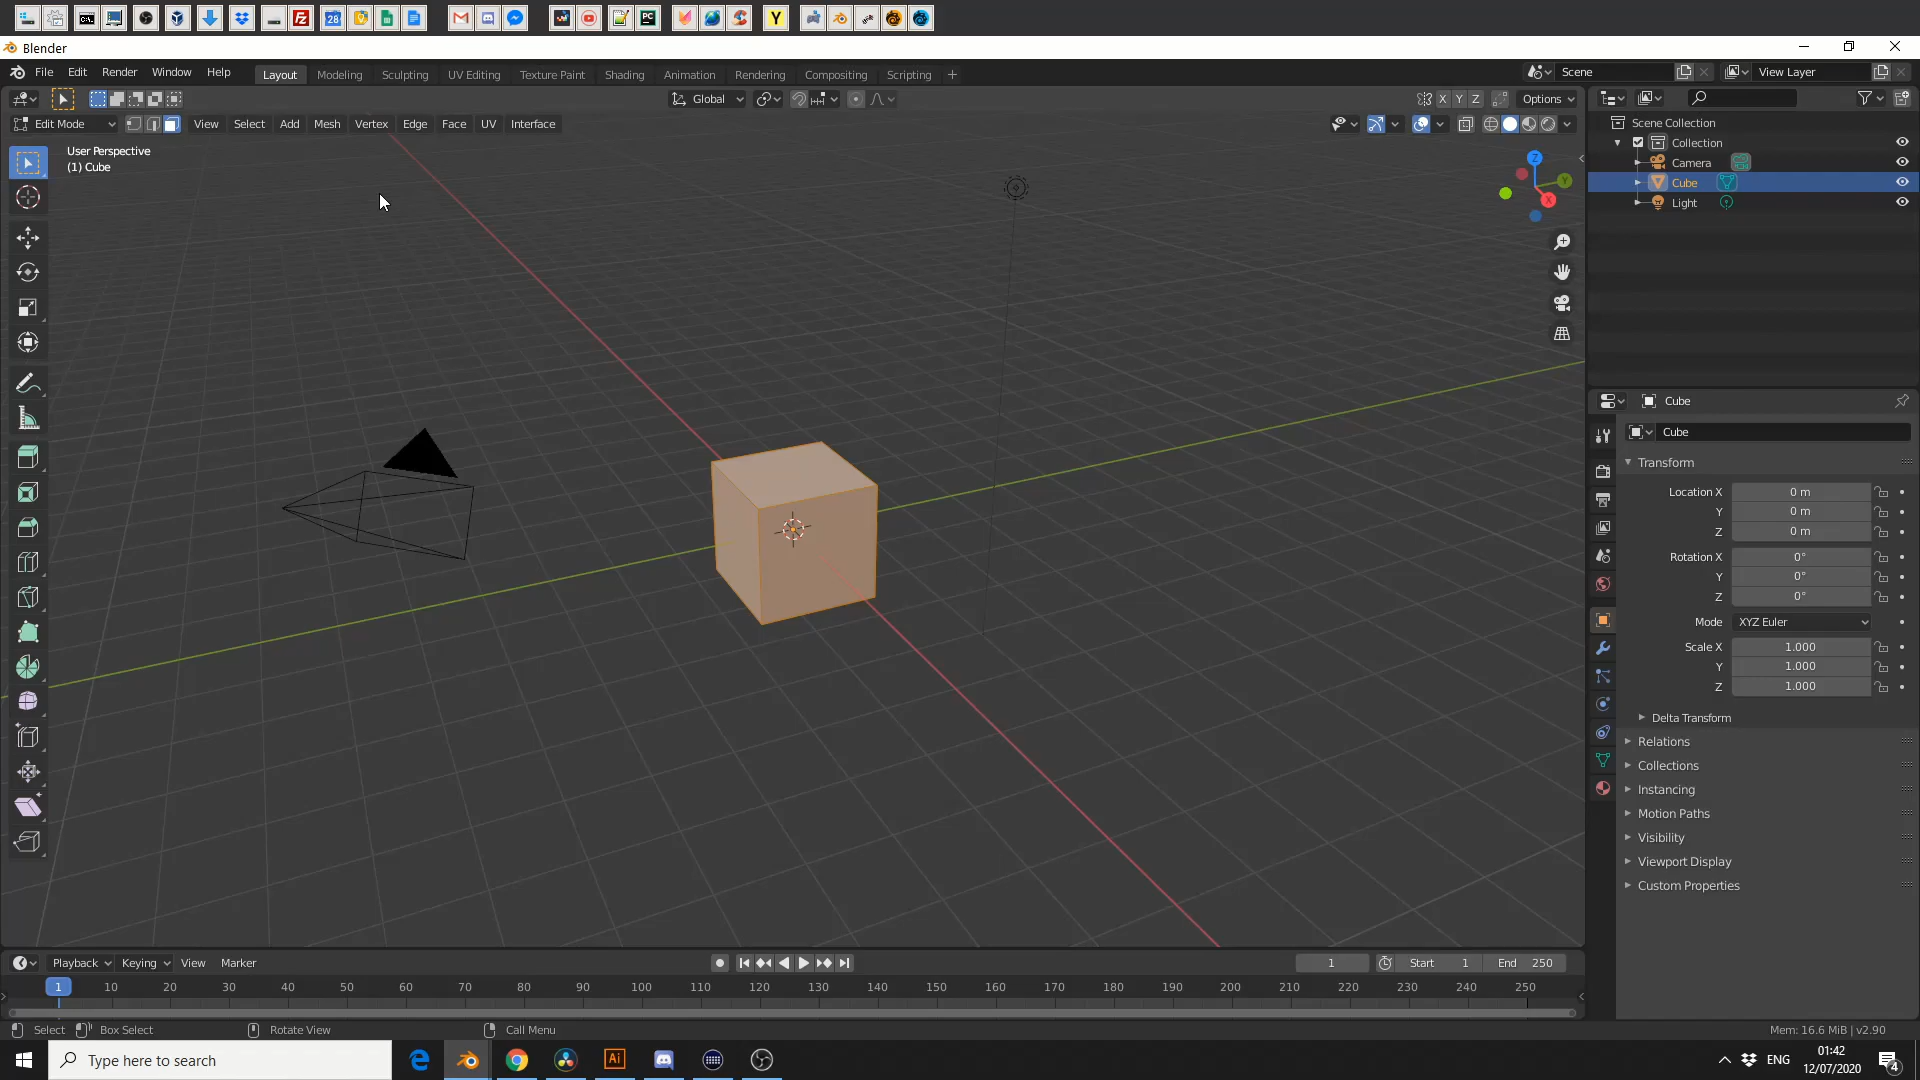 C:\
28
PC
Y
Blender
File Edit Render Window Help Layout Modeling Sculpting UV Editing Texture Paint Shading Animation Rendering Compositing Scripting + Scene View Layer
Global X Y Z Options
Edit Mode View Select Add Mesh Vertex Edge Face UV Interface
User Perspective
(1) Cube
Z
Y
X
Scene Collection
Collection
Camera
Cube
Light
Cube
Cube
Transform
Location X 0 m
Y 0 m
Z 0 m
Rotation X 0°
Y 0°
Z 0°
Mode XYZ Euler
Scale X 1.000
Y 1.000
Z 1.000
Delta Transform
Relations
Collections
Instancing
Motion Paths
Visibility
Viewport Display
Custom Properties
Playback Keying View Marker 1 Start 1 End 250
1 10 20 30 40 50 60 70 80 90 100 110 120 130 140 150 160 170 180 190 200 210 220 230 240 250
Select Box Select Rotate View Call Menu Mem: 16.6 MiB | v2.90
Type here to search Ai ENG 01:42
12/07/2020 4